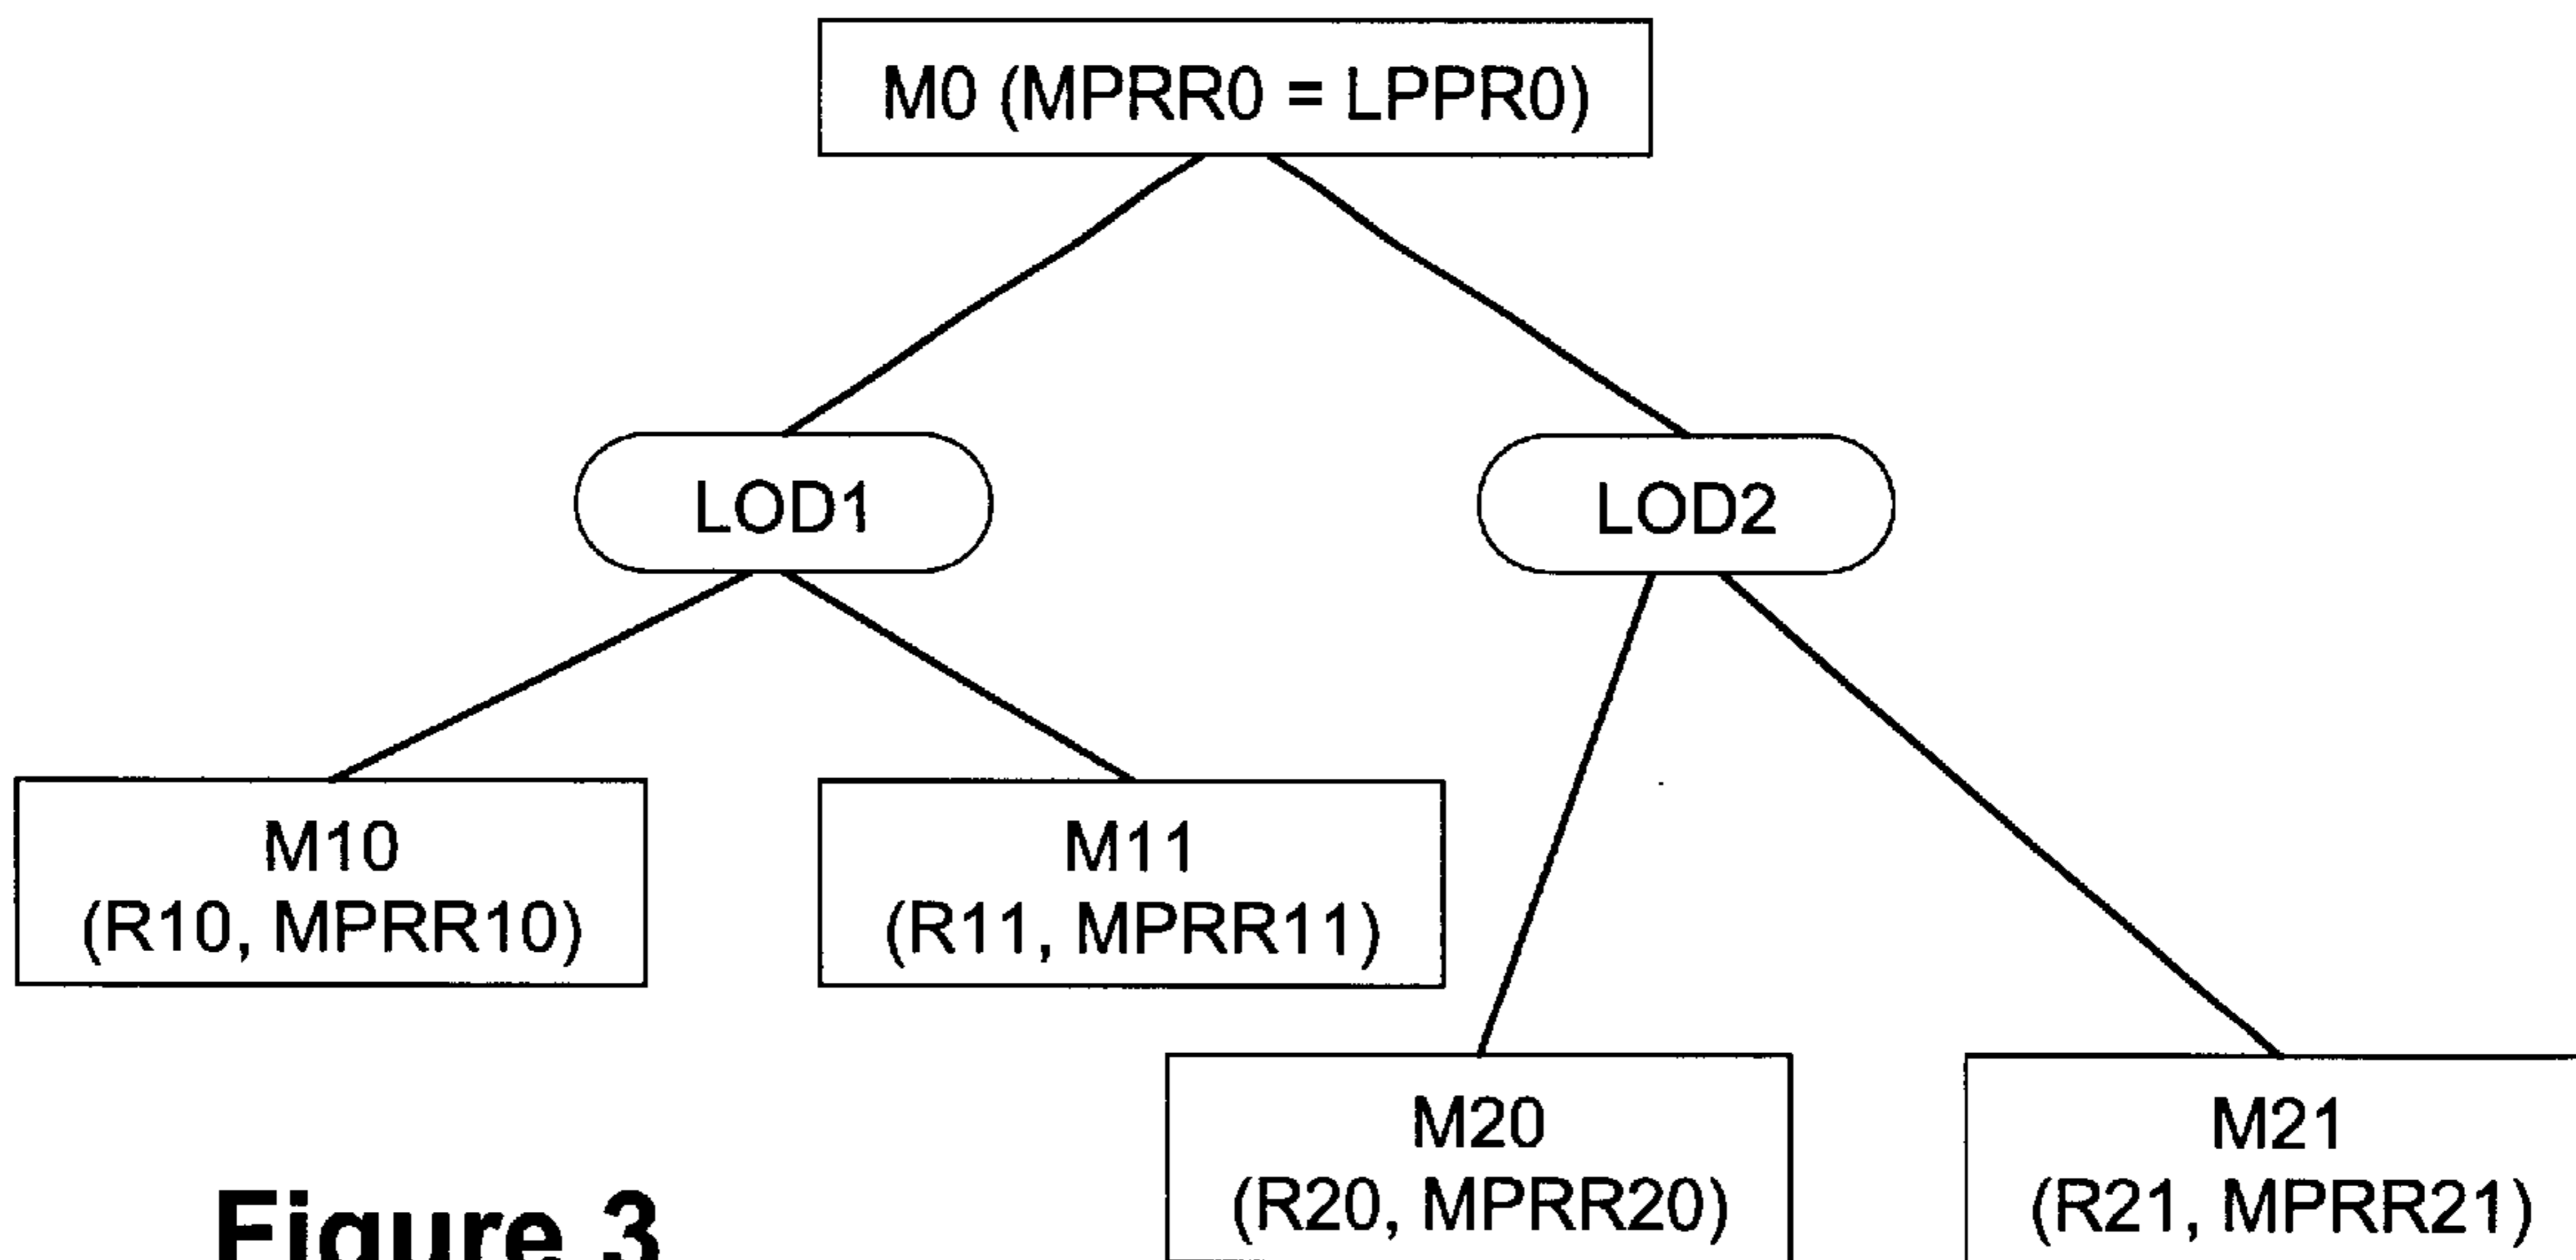 M0 (MPRR0 = LPPR0)
LOD1
LOD2
M10
(R10, MPRR10)
M11
(R11, MPRR11)
M20
(R20, MPRR20)
M21
(R21, MPRR21)
Figure 3